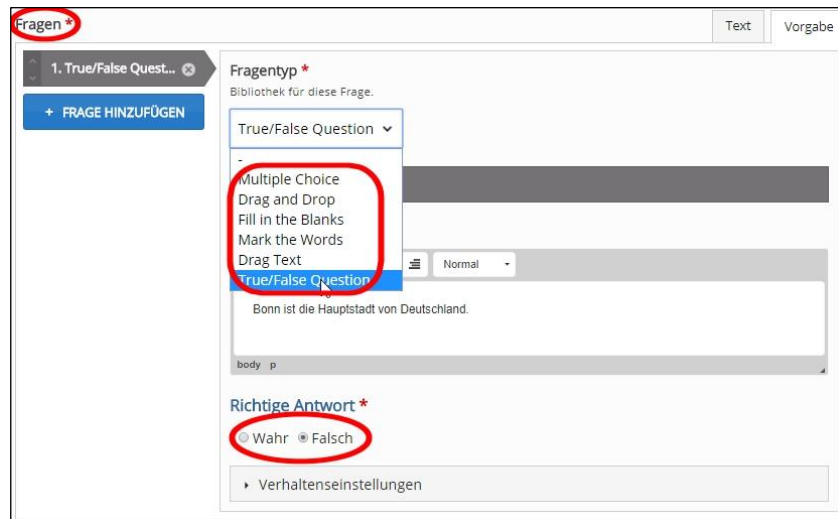 Fragen *
Text Vorgabe
1. True/False Quest...
+ FRAGE HINZUFÜGEN
Fragentyp *
Bibliothek für diese Frage.
True/False Question
-
Multiple Choice
Drag and Drop
Fill in the Blanks
Mark the Words
Drag Text
True/False Question
Normal
Bonn ist die Hauptstadt von Deutschland.
body p
Richtige Antwort *
Wahr Falsch
Verhaltenseinstellungen